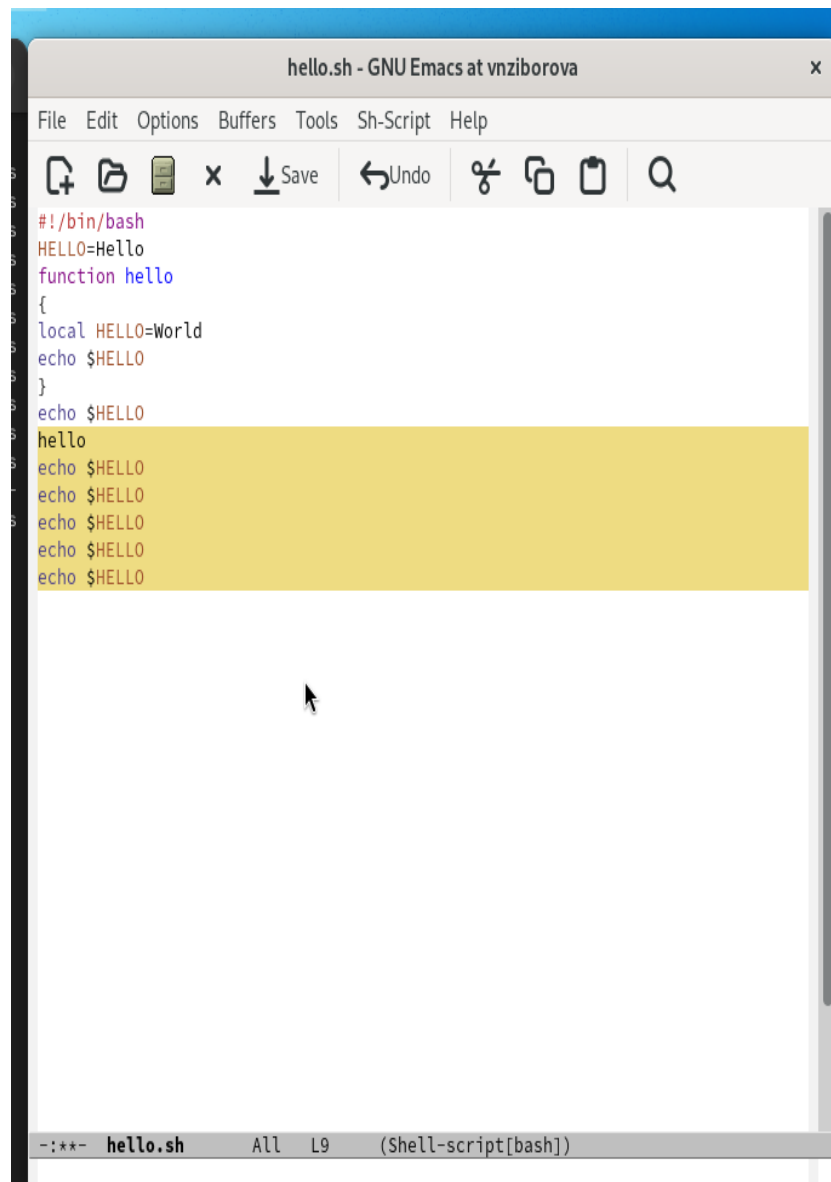 hello.sh - GNU Emacs at vnziborova ×
File Edit Options Buffers Tools Sh-Script Help
Save Undo
#!/bin/bash
HELLO=Hello
function hello
{
local HELLO=World
echo $HELLO
}
echo $HELLO
hello
echo $HELLO
echo $HELLO
echo $HELLO
echo $HELLO
echo $HELLO
-:**- hello.sh All L9 (Shell-script[bash])